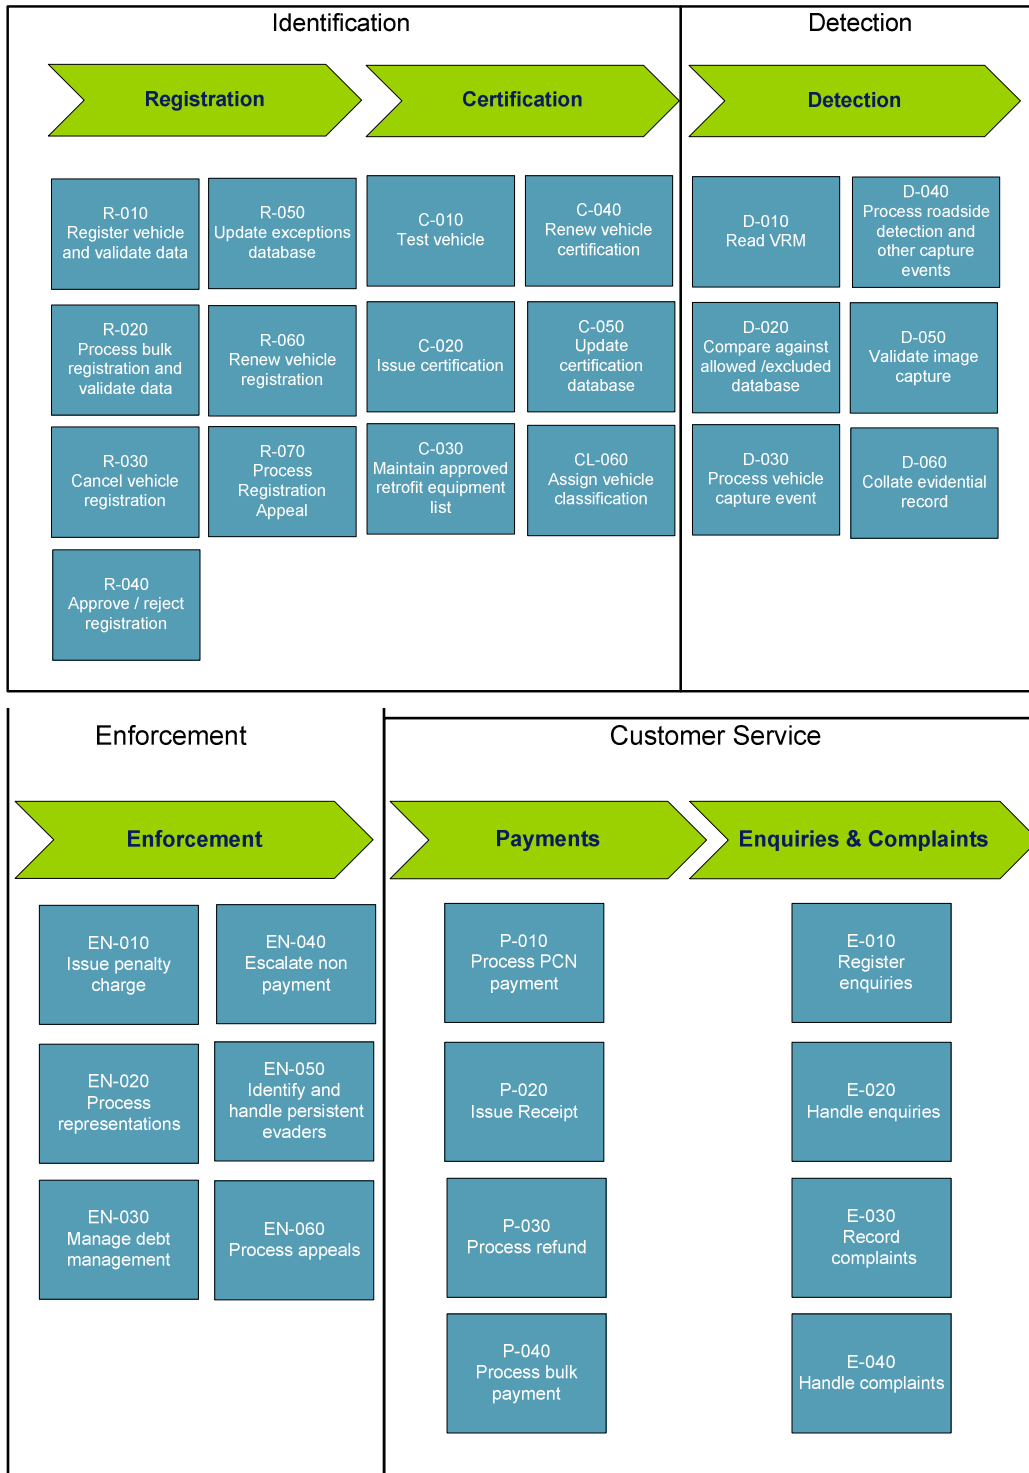 Identification
Detection
Registration
Certification
Detection
R-010
Register vehicle
and validate data
R-050
Update exceptions
database
C-010
Test vehicle
C-040
Renew vehicle
certification
D-010
Read VRM
D-040
Process roadside
detection and
other capture
events
R-020
Process bulk
registration and
validate data
R-060
Renew vehicle
registration
C-020
Issue certification
C-050
Update
certification
database
D-020
Compare against
allowed /excluded
database
D-050
Validate image
capture
R-030
Cancel vehicle
registration
R-070
Process
Registration
Appeal
C-030
Maintain approved
retrofit equipment
list
CL-060
Assign vehicle
classification
D-030
Process vehicle
capture event
D-060
Collate evidential
record
R-040
Approve / reject
registration
Enforcement
Customer Service
Enforcement
Payments
Enquiries & Complaints
EN-010
Issue penalty
charge
EN-040
Escalate non
payment
P-010
Process PCN
payment
E-010
Register
enquiries
EN-020
Process
representations
EN-050
Identify and
handle persistent
evaders
P-020
Issue Receipt
E-020
Handle enquiries
EN-030
Manage debt
management
EN-060
Process appeals
P-030
Process refund
E-030
Record
complaints
P-040
Process bulk
payment
E-040
Handle complaints